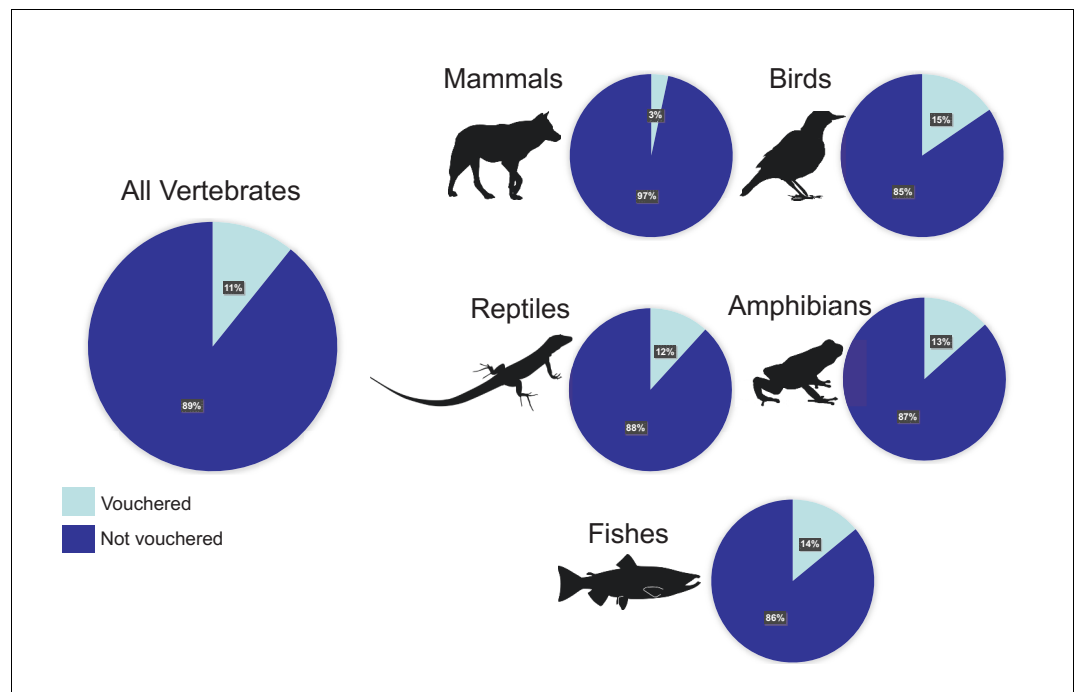 All Vertebrates
11%
89%
Vouchered
Not vouchered
Mammals
3%
97%
Birds
15%
85%
Reptiles
12%
88%
Amphibians
13%
87%
Fishes
14%
86%